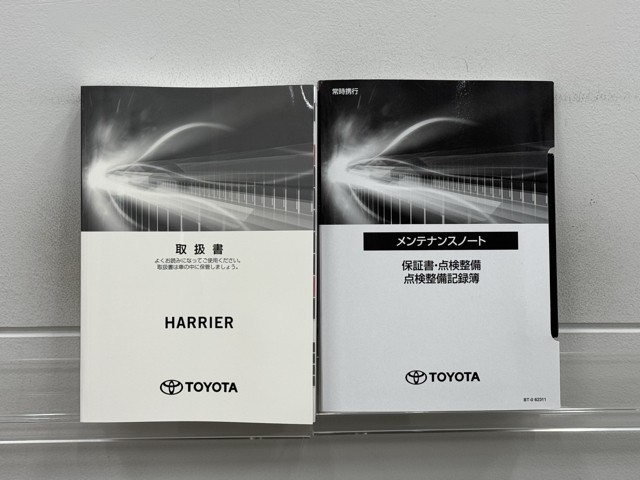 取扱書
よくお読みになってご使用ください。
取扱書は車の中に保管しましょう。
HARRIER
TOYOTA
常時携行
メンテナンスノート
保証書・点検整備
点検整備記録簿
TOYOTA
BT-0 62311